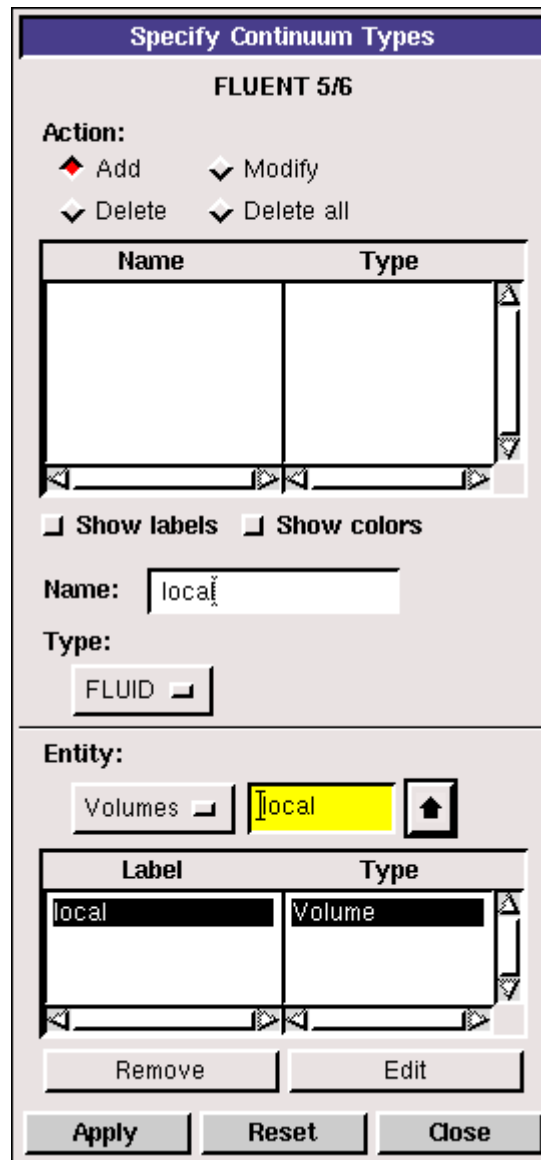 Specify Continuum Types
FLUENT 5/6
Action:
Add Modify
Delete Delete all
Name Type
Show labels Show colors
Name: local
Type:
FLUID
Entity:
Volumes local
Label Type
local Volume
Remove Edit
Apply Reset Close